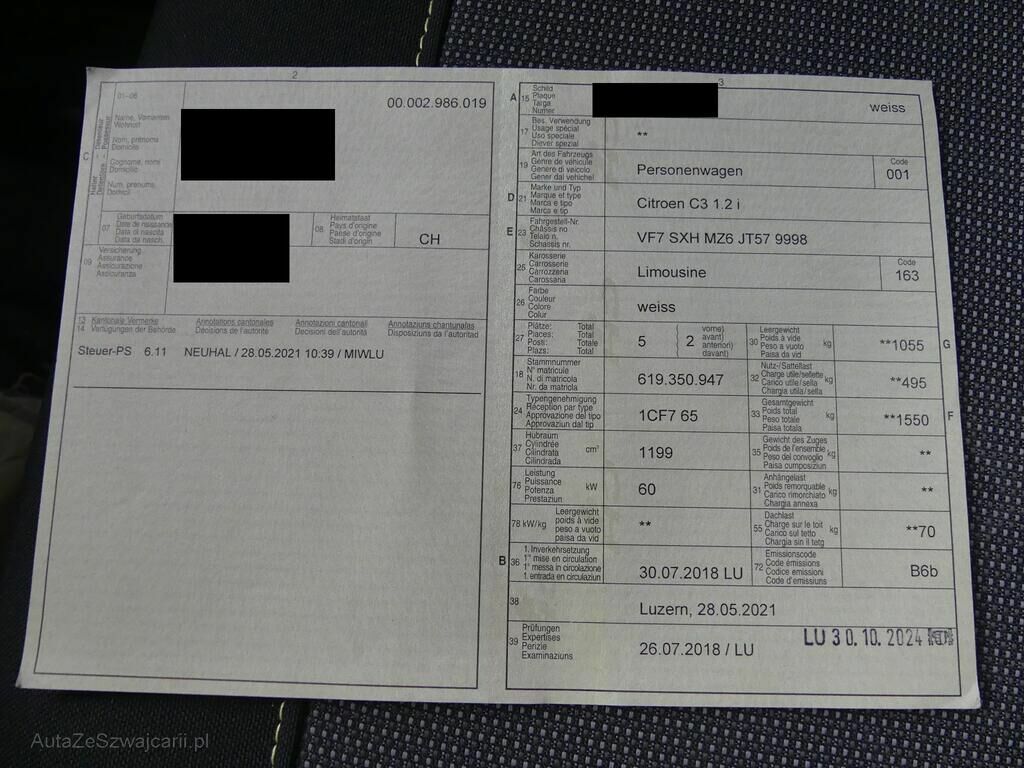 2
00.002.986.019
01-06
Name, Vornamen
Wohnort
Nom, prénoms
Domicile
Cognome, nomi
Domicilio
Num, prenums
Domicil
C
Halter
Détenteur
07
Geburtsdatum
Date de naissance
Data di nascita
Data da nasch.
08
Heimatstaat
Pays d'origine
Paese d'origine
Stadi d'origin
CH
09
Versicherung
Assurance
Assicurazione
Assicuranza
13
14
Kantonale Vermerke
Verfügungen der Behörde
Annotations cantonales
Décisions de l'autorité
Annotazioni cantonali
Decisioni dell'autorità
Annotaziuns chantunalas
Disposiziuns da l'autoritad
Steuer-PS 6.11 NEUHAL / 28.05.2021 10:39 / MIWLU
3
A 15
Schild
Plaque
Targa
Numer
weiss
17
Bes. Verwendung
Usage spécial
Uso speciale
Diever spezial
**
19
Art des Fahrzeugs
Genre de véhicule
Genere di veicolo
Gener dal vehichel
Personenwagen
Code
001
D 21
Marke und Typ
Marque et type
Marca e tipo
Marca e tip
Citroen C3 1.2 i
E 23
Fahrgestell-Nr.
Châssis no
Telaio n.
Schassis nr.
VF7 SXH MZ6 JT57 9998
25
Karosserie
Carrosserie
Carrozzeria
Carossaria
Limousine
Code
163
26
Farbe
Couleur
Colore
Colur
weiss
27
Plätze: Total
Places: Total
Posti: Totale
Plazs: Total
5
2
vorne)
avant)
anteriori)
davant)
30
Leergewicht
Poids à vide
Peso a vuoto
Paisa da vid
kg
**1055
G
18
Stammnummer
N° matricule
N. di matricola
Nr. da matricla
619.350.947
32
Nutz-/Sattellast
Charge utile/sellette
Carico utile/sella
Chargia utila/sella
kg
**495
24
Typengenehmigung
Réception par type
Approvazione del tipo
Approvaziun dal tip
1CF7 65
33
Gesamtgewicht
Poids total
Peso totale
Paisa totala
kg
**1550
F
37
Hubraum
Cylindrée
Cilindrata
Cilindrada
cm³
1199
35
Gewicht des Zuges
Poids de l'ensemble
Peso del convoglio
Paisa cumposiziun
kg
**
76
Leistung
Puissance
Potenza
Prestaziun
kW
60
31
Anhängelast
Poids remorquable
Carico rimorchiato
Chargia annexa
kg
**
78 kW/kg
Leergewicht
poids à vide
peso a vuoto
paisa da vid
**
55
Dachlast
Charge sur le toit
Carico sul tetto
Chargia sin il tetg
kg
**70
B 36
1. Inverkehrsetzung
1re mise en circulation
1a messa in circolazione
1. entrada en circulaziun
30.07.2018 LU
72
Emissionscode
Code émissions
Codice emissioni
Code d'emissiuns
B6b
38
Luzern, 28.05.2021
39
Prüfungen
Expertises
Perizie
Examinaziuns
26.07.2018 / LU
LU 30.10.2024
AutaZeSzwajcarii.pl